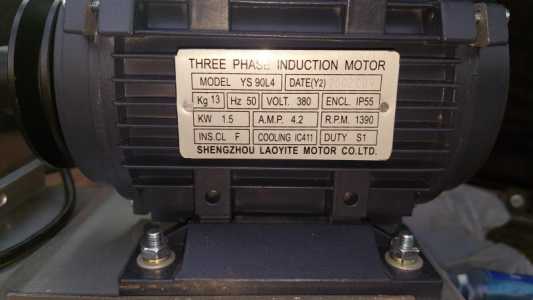 THREE PHASE INDUCTION MOTOR
MODEL YS 90L4 DATE(Y2)
Kg 13 Hz 50 VOLT. 380 ENCL. IP55
KW 1.5 A.M.P. 4.2 R.P.M. 1390
INS.CL F COOLING IC411 DUTY S1
SHENGZHOU LAOYITE MOTOR CO.LTD.